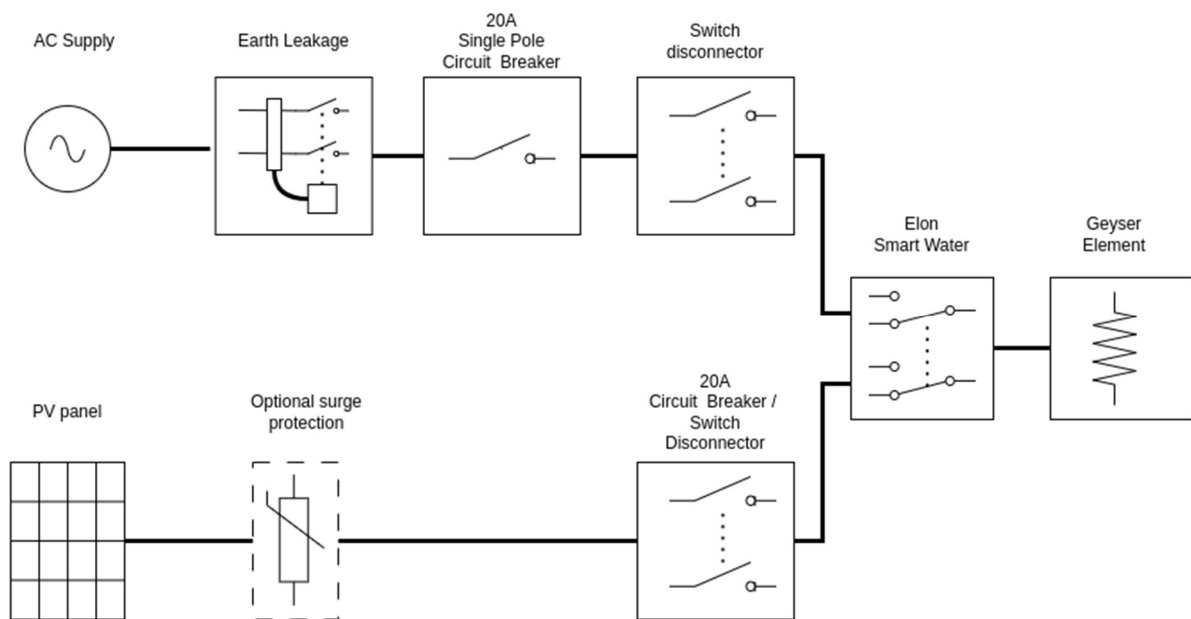 AC Supply
Earth Leakage
20A
Single Pole
Circuit Breaker
Switch
disconnector
Elon
Smart Water
Geyser
Element
PV panel
Optional surge
protection
20A
Circuit Breaker /
Switch
Disconnector